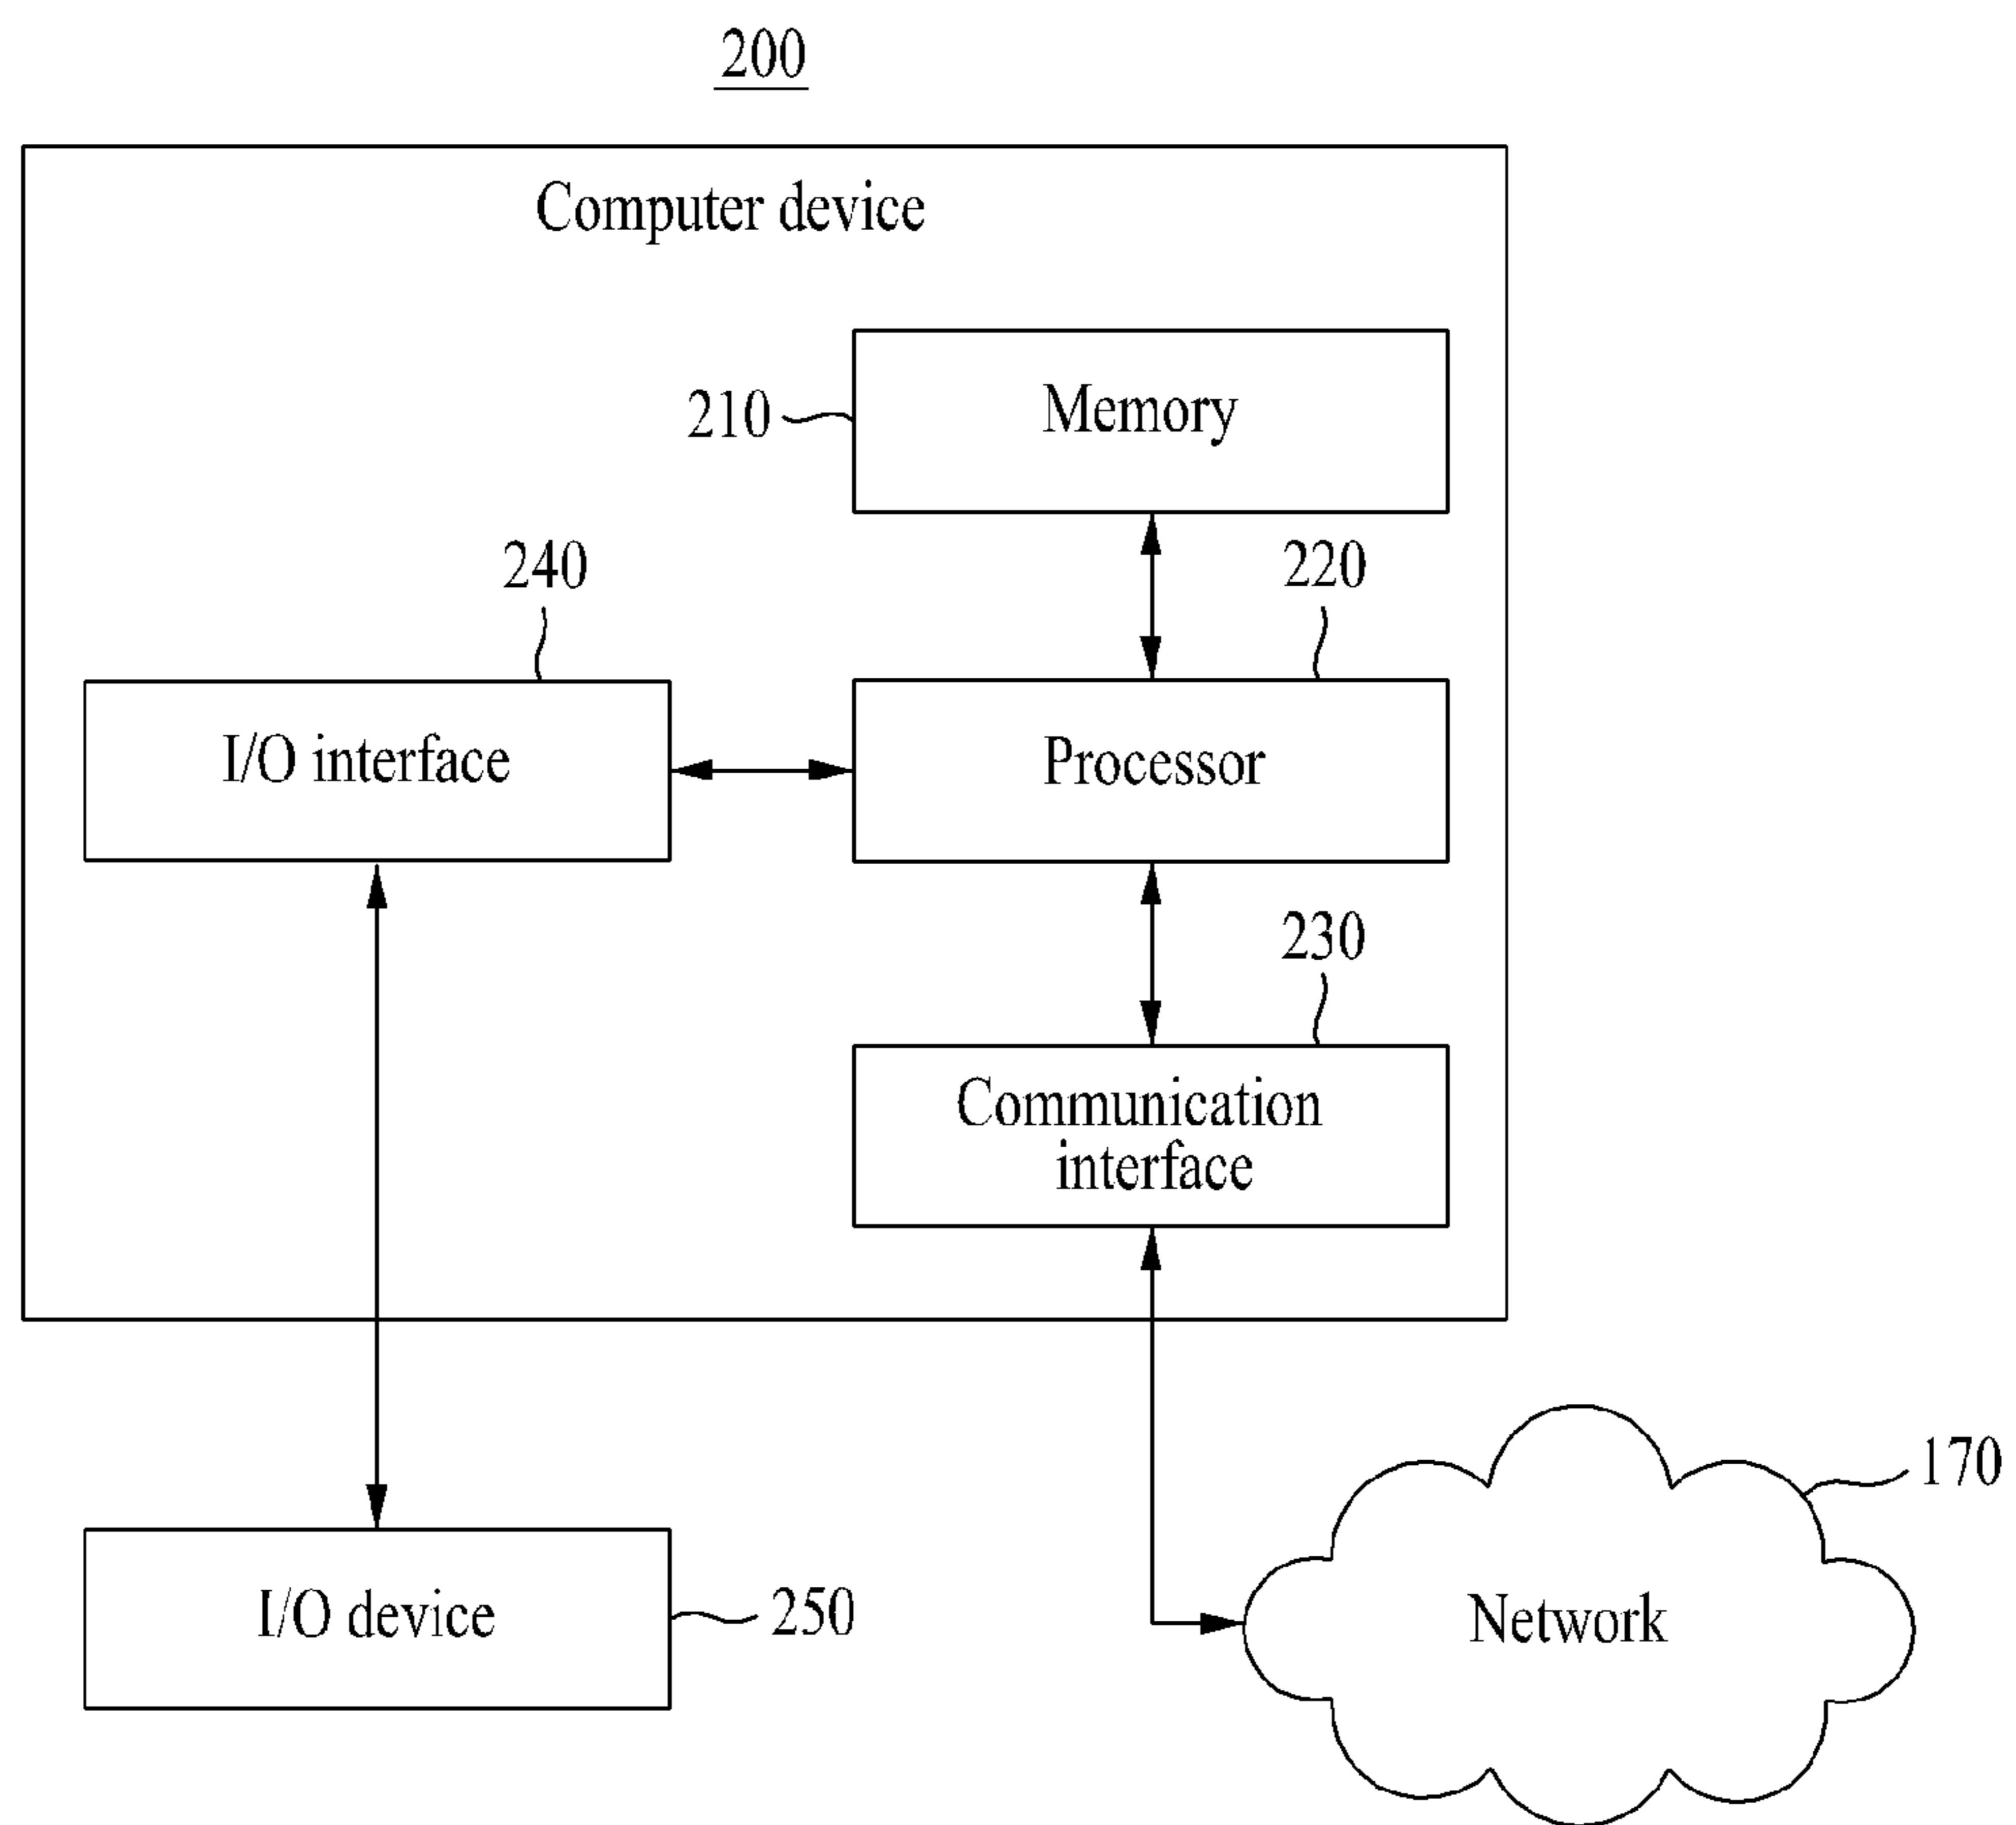 200
Computer device
210
Memory
240
220
I/O interface
Processor
230
Communication
interface
170
I/O device
250
Network